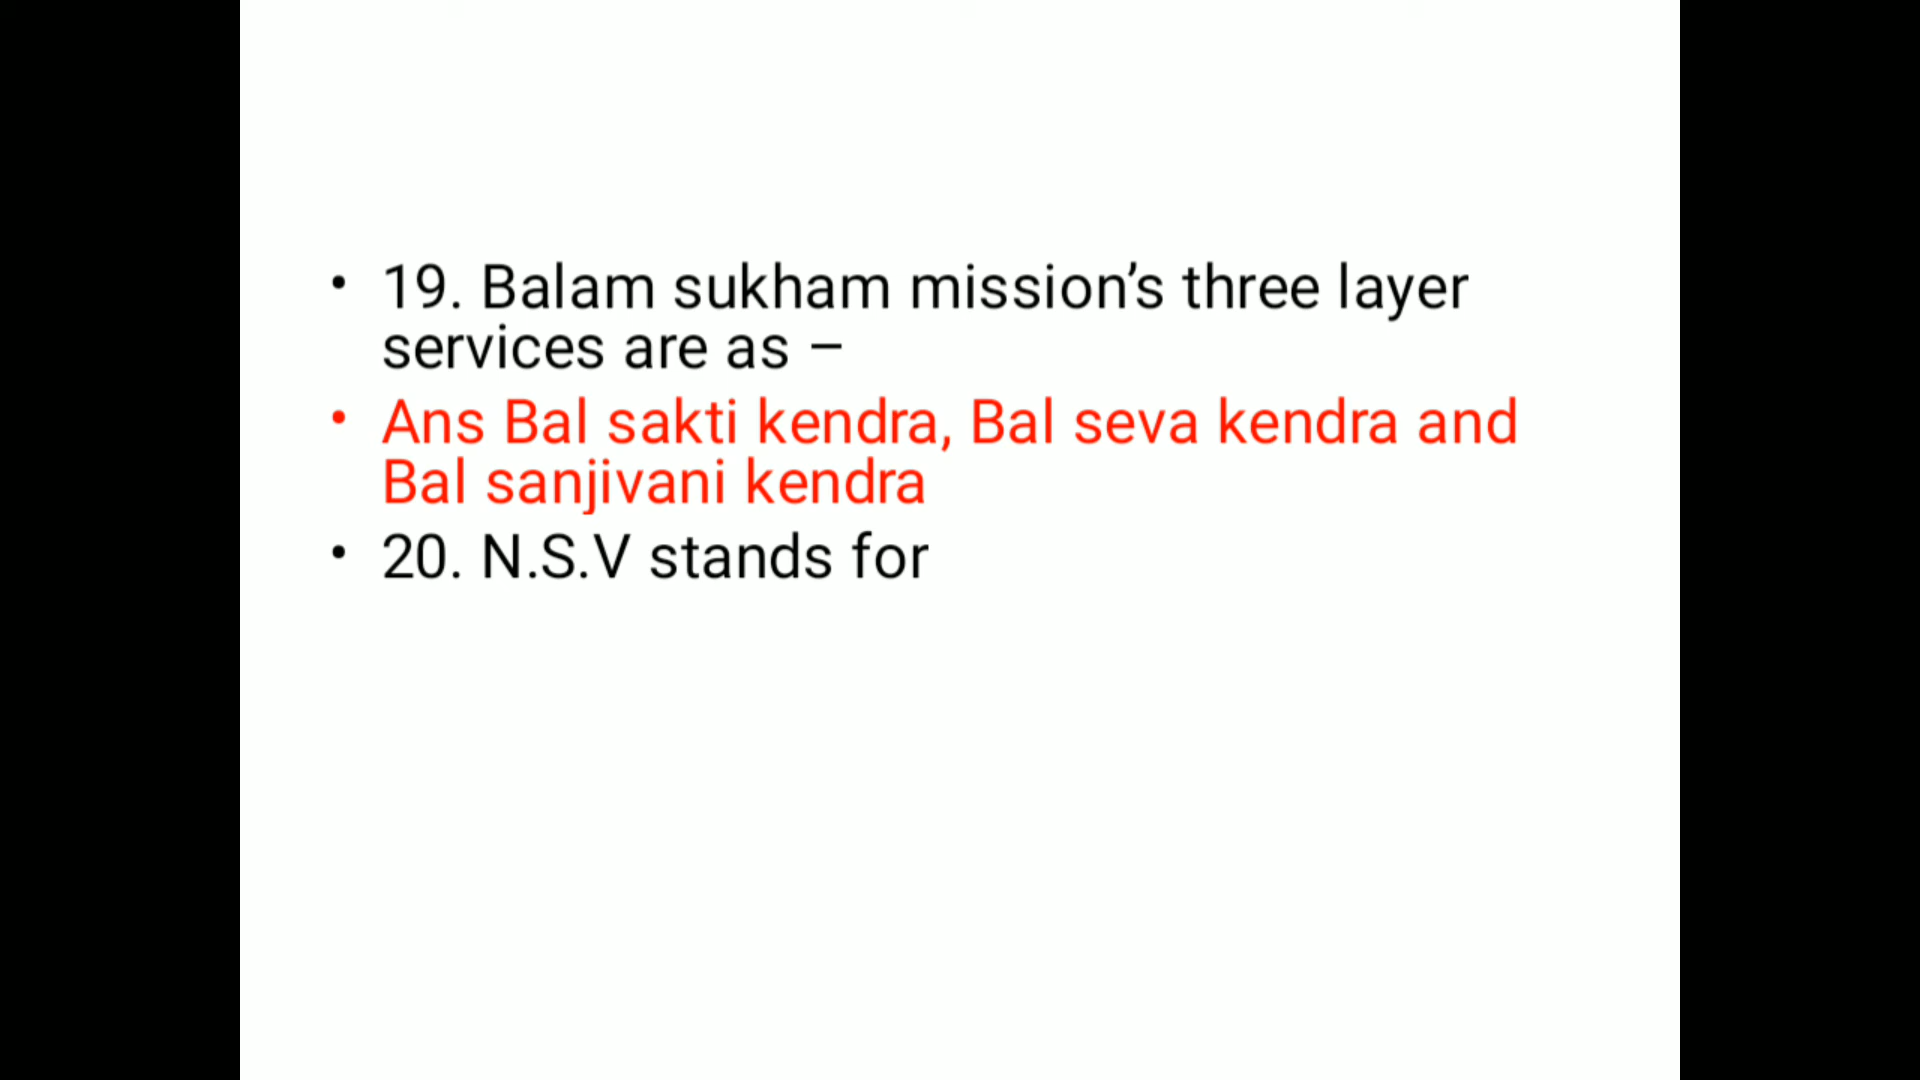 • 19. Balam sukham mission’s three layer
services are as –
• Ans Bal sakti kendra, Bal seva kendra and
Bal sanjivani kendra
• 20. N.S.V stands for